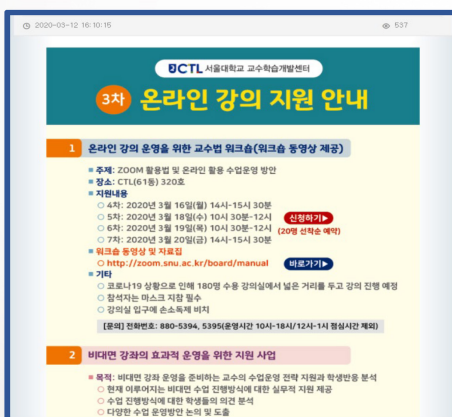 2020-03-12 16:10:15
537
CTL 서울대학교 교수학습개발센터
3차 온라인 강의 지원 안내
1 온라인 강의 운영을 위한 교수법 워크숍(워크숍 동영상 제공)
■ 주제: ZOOM 활용법 및 온라인 활용 수업운영 방안
■ 장소: CTL(61동) 320호
■ 지원내용
○ 4차: 2020년 3월 16일(월) 14시-15시 30분
○ 5차: 2020년 3월 18일(수) 10시 30분-12시 신청하기▶
○ 6차: 2020년 3월 19일(목) 10시 30분-12시 (20명 선착순 예약)
○ 7차: 2020년 3월 20일(금) 14시-15시 30분
■ 워크숍 동영상 및 자료집
○ http://zoom.snu.ac.kr/board/manual 바로가기▶
■ 기타
○ 코로나19 상황으로 인해 180명 수용 강의실에서 넓은 거리를 두고 강의 진행 예정
○ 참석자는 마스크 지참 필수
○ 강의실 입구에 손소독제 비치
[문의] 전화번호: 880-5394, 5395(운영시간 10시-18시/12시-1시 점심시간 제외)
2 비대면 강좌의 효과적 운영을 위한 지원 사업
■ 목적: 비대면 강좌 운영을 준비하는 교수의 수업운영 전략 지원과 학생반응 분석
○ 현재 이루어지는 비대면 수업 진행방식에 대한 실무적 지원 제공
○ 수업 진행방식에 대한 학생들의 의견 분석
○ 다양한 수업 운영방안 논의 및 도출